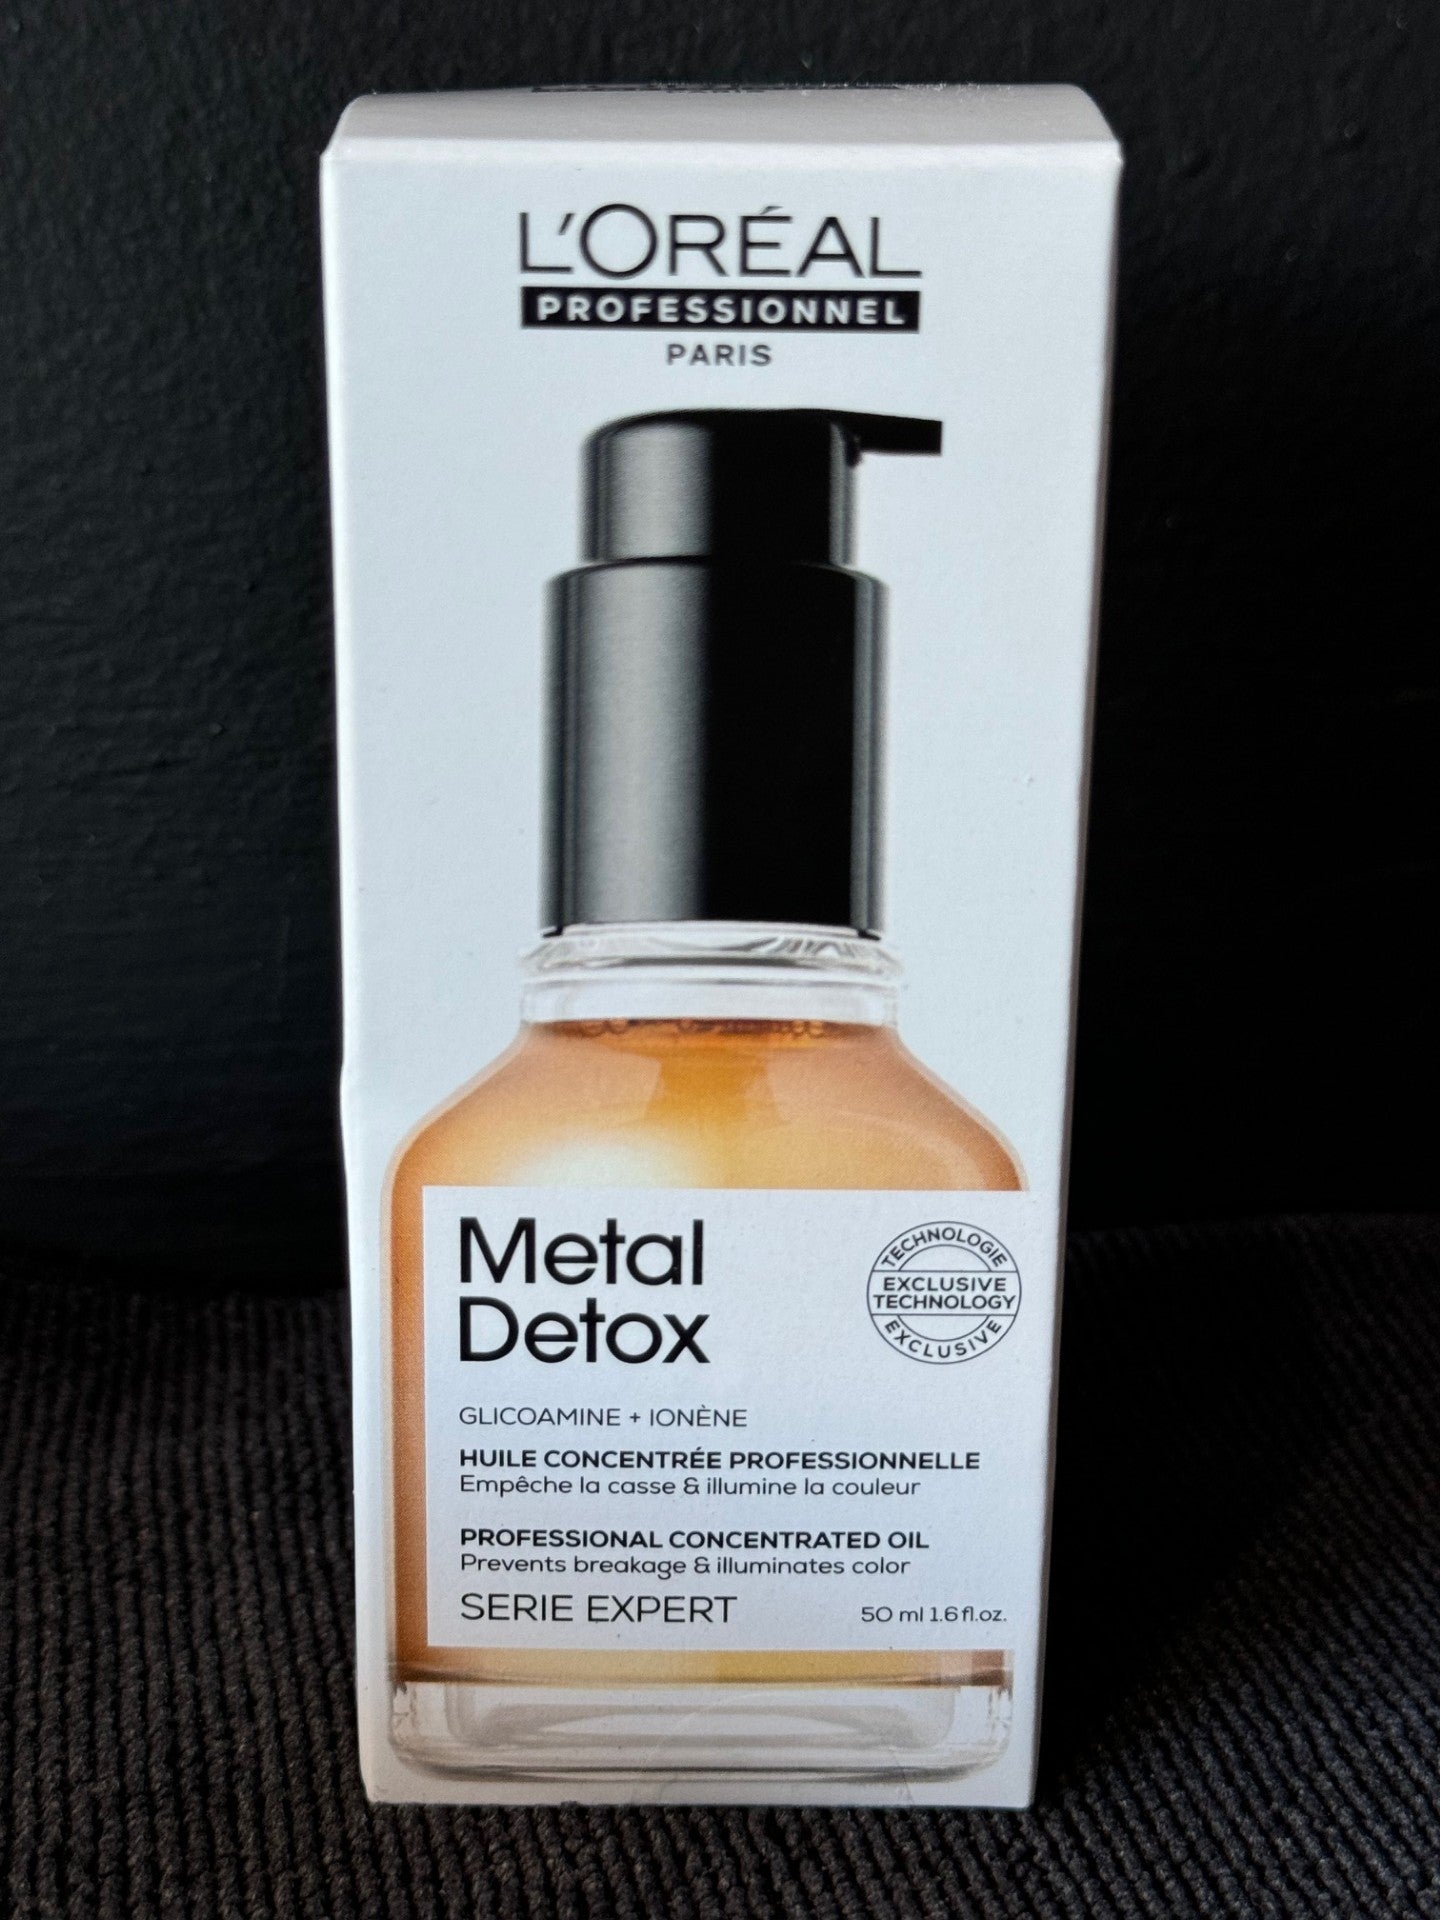 L'ORÉAL
PROFESSIONNEL
PARIS
Metal
Detox
TECHNOLOGIE
EXCLUSIVE
TECHNOLOGY
EXCLUSIVE
GLICOAMINE + IONÈNE
HUILE CONCENTRÉE PROFESSIONNELLE
Empêche la casse & illumine la couleur
PROFESSIONAL CONCENTRATED OIL
Prevents breakage & illuminates color
SERIE EXPERT
50 ml 1.6 fl.oz.